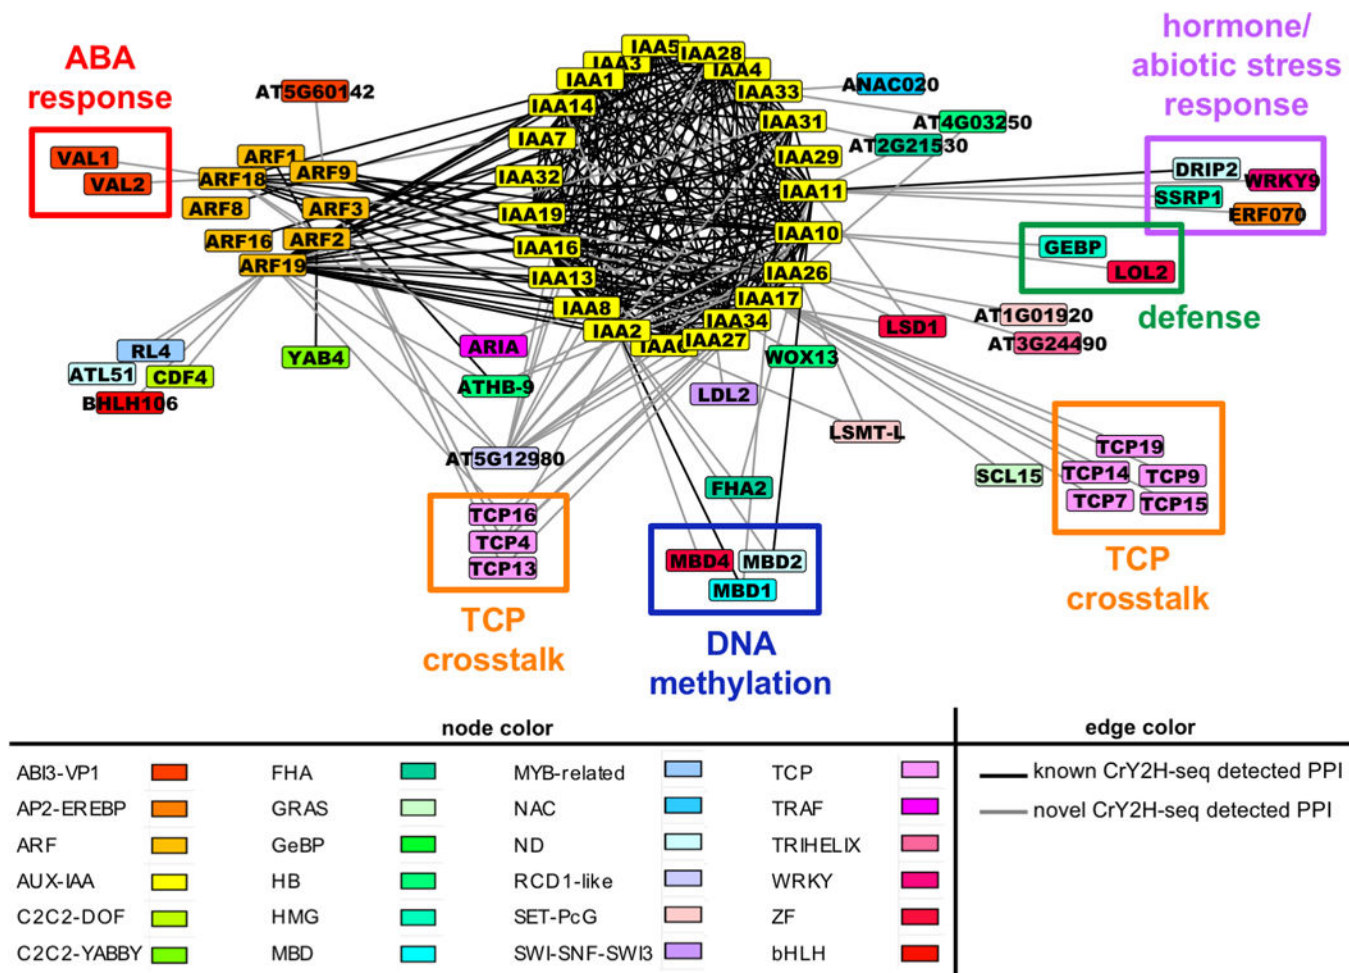 hormone/
abiotic stress
response
ABA
response
IAA5
IAA28
IAA3
IAA4
IAA1
IAA33
AT5G60142
ANAC020
IAA14
IAA31
AT4G03250
IAA7
AT2G21530
VAL1
ARF1
ARF9
IAA29
DRIP2
VAL2
ARF18
IAA32
IAA11
WRKY9
SSRP1
ARF8
ARF3
IAA19
ERF070
ARF16
ARF2
IAA16
IAA10
GEBP
ARF19
IAA13
IAA26
LOL2
IAA8
IAA17
AT1G01920
defense
IAA2
IAA34
LSD1
IAA27
AT3G24490
RL4
YAB4
ARIA
WOX13
ATL51
CDF4
ATHB-9
LDL2
BHLH106
LSMT-L
TCP19
AT5G12980
SCL15
TCP14
TCP9
FHA2
TCP7
TCP15
TCP16
TCP4
TCP13
MBD4
MBD2
MBD1
TCP
crosstalk
TCP
crosstalk
DNA
methylation
node color
edge color
ABI3-VP1
FHA
MYB-related
TCP
known CrY2H-seq detected PPI
AP2-EREBP
GRAS
NAC
TRAF
novel CrY2H-seq detected PPI
ARF
GeBP
ND
TRIHELIX
AUX-IAA
HB
RCD1-like
WRKY
C2C2-DOF
HMG
SET-PcG
ZF
C2C2-YABBY
MBD
SWI-SNF-SWI3
bHLH